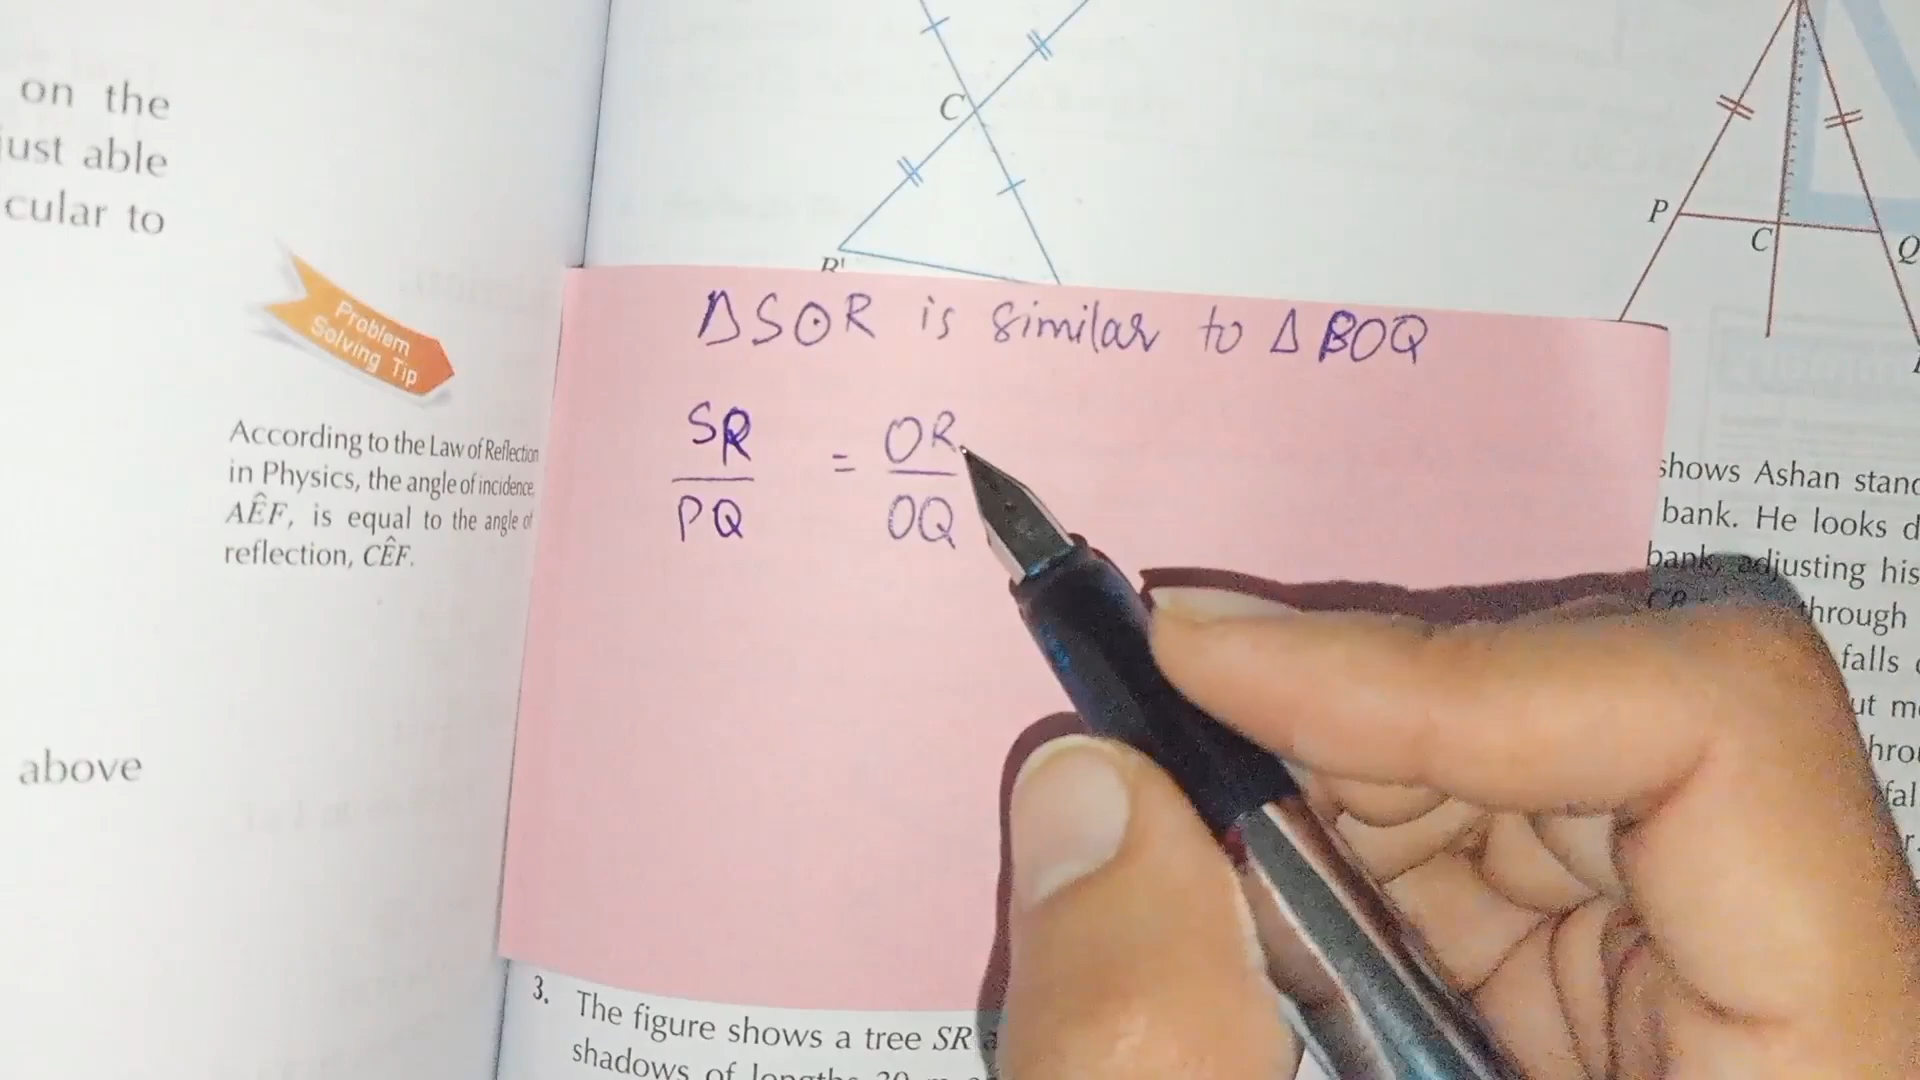 on the
just able
cular to
Problem
Solving Tip
According to the Law of Reflection
in Physics, the angle of incidence,
AÊF, is equal to the angle of
reflection, CÊF.
above
C
P
C
Q
ΔSOR is similar to Δ POQ
SR = OR
PQ OQ
shows Ashan stand
bank. He looks d
bank, adjusting his
through
falls
3. The figure shows a tree SR
shadows of lengths 20 m